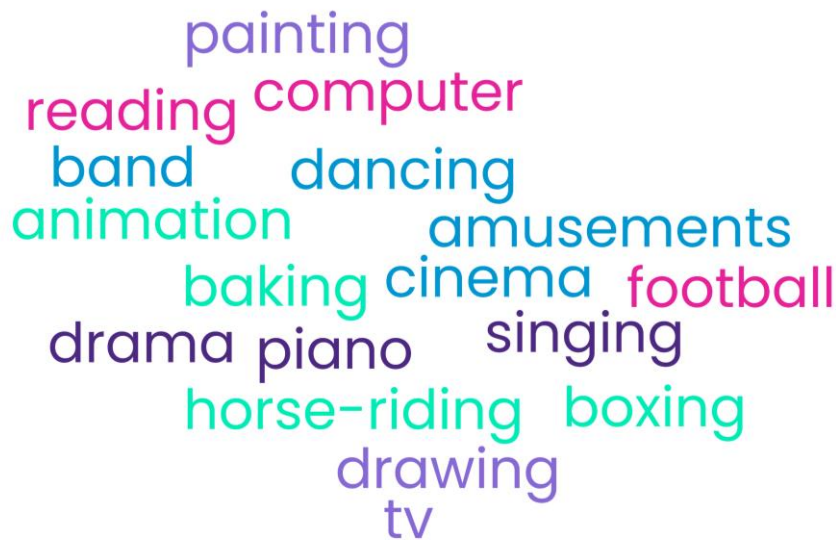 painting
reading computer
band dancing
animation amusements
baking cinema football
drama piano singing
horse-riding boxing
drawing
tv